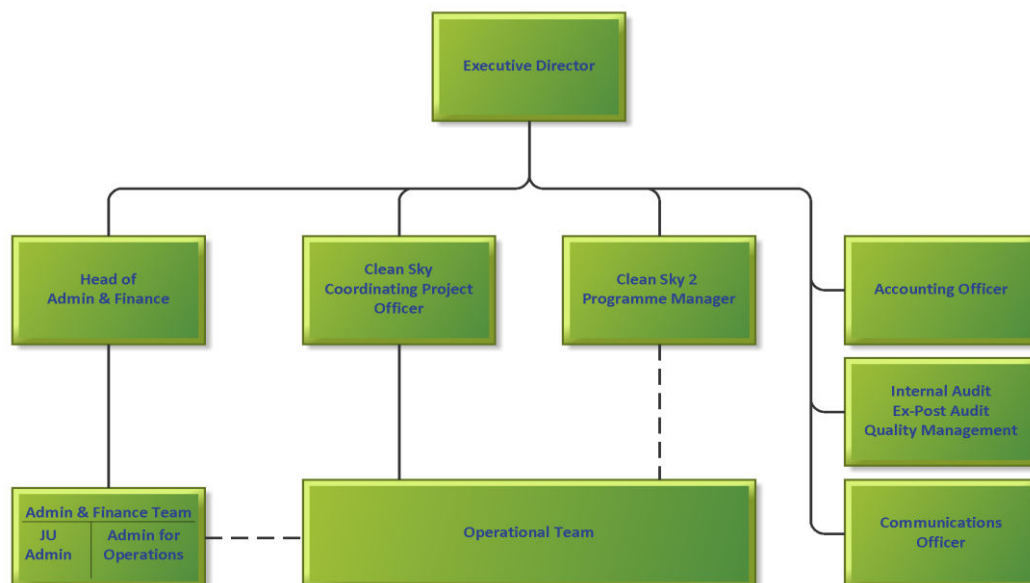 Executive Director
Head of
Admin & Finance
Clean Sky
Coordinating Project
Officer
Clean Sky 2
Programme Manager
Accounting Officer
Internal Audit
Ex-Post Audit
Quality Management
Admin & Finance Team
JU
Admin
Admin for
Operations
Operational Team
Communications
Officer